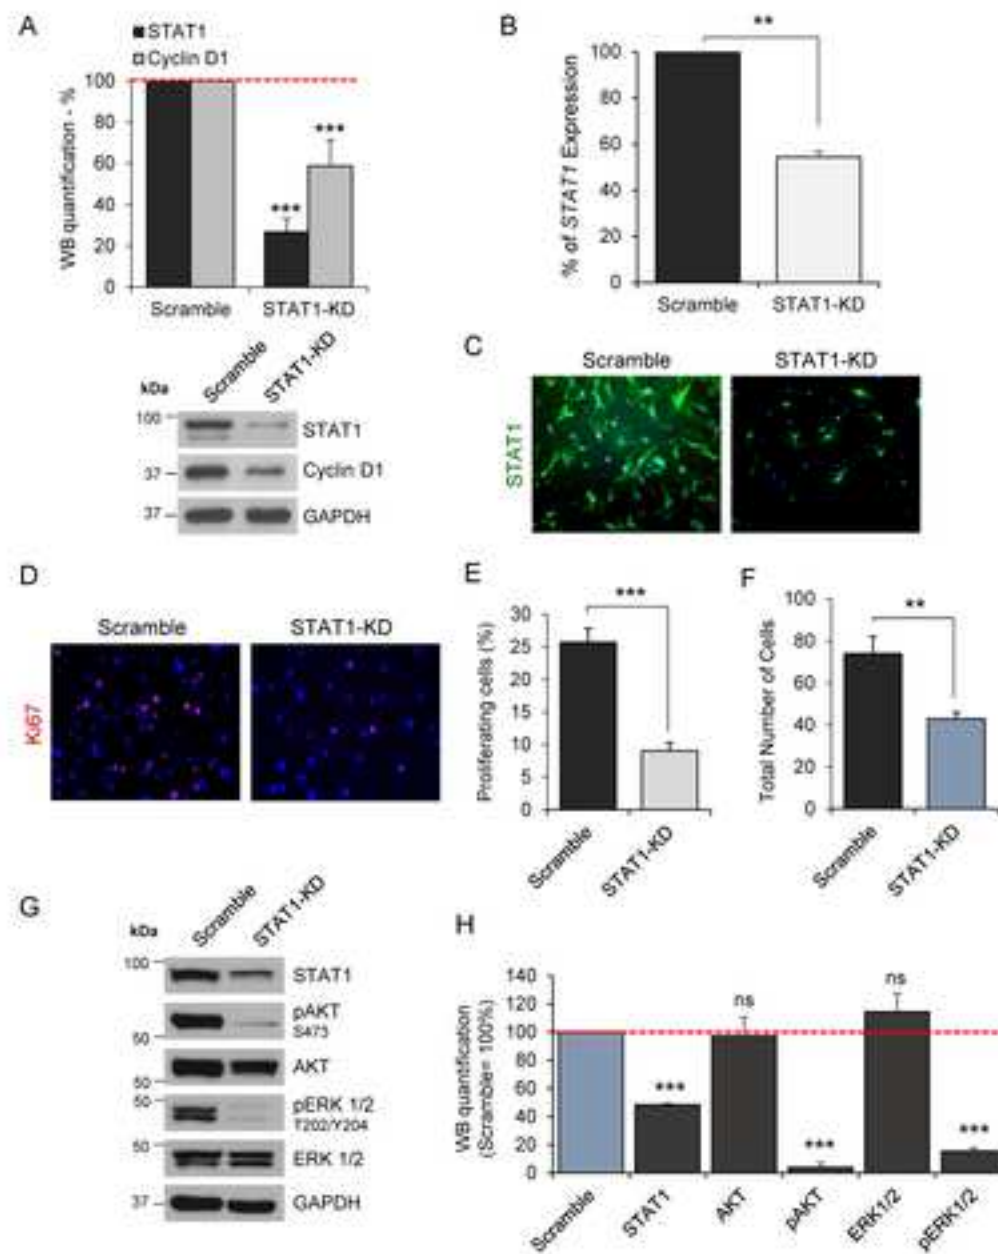 A
STAT1
Cyclin D1
WB quantification - %
100
80
60
40
20
0
***
***
Scramble
STAT1-KD
Scramble
STAT1-KD
kDa
100
STAT1
37
Cyclin D1
37
GAPDH
B
**
% of STAT1 Expression
100
80
60
40
20
0
Scramble
STAT1-KD
C
Scramble
STAT1-KD
STAT1
D
Scramble
STAT1-KD
Ki67
E
***
Proliferating cells (%)
30
25
20
15
10
5
0
Scramble
STAT1-KD
F
**
Total Number of Cells
100
80
60
40
20
0
Scramble
STAT1-KD
G
Scramble
STAT1-KD
kDa
100
STAT1
pAKT
S473
50
AKT
50
pERK 1/2
T202/Y204
50
ERK 1/2
37
GAPDH
H
WB quantification
(Scramble= 100%)
140
120
100
80
60
40
20
0
***
ns
***
ns
***
Scramble
STAT1
AKT
pAKT
ERK1/2
pERK1/2